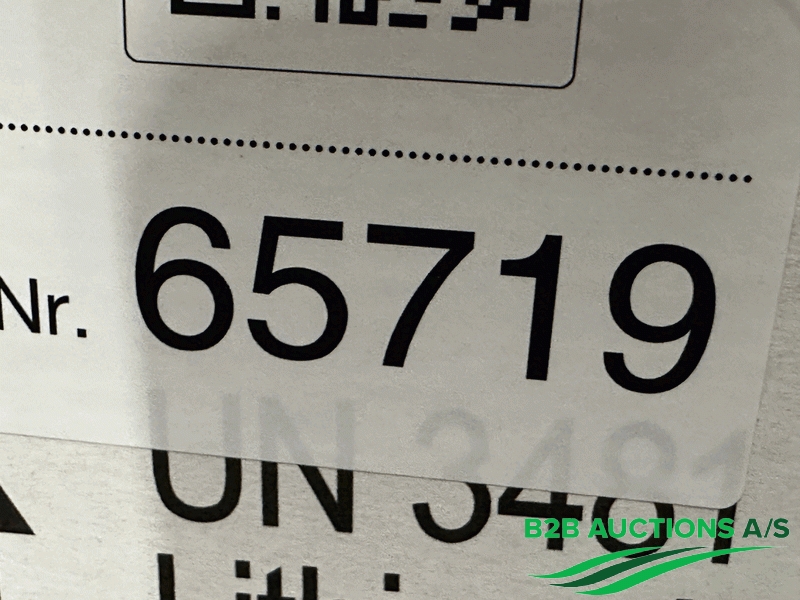 Nr. 65719
UN 3481
B2B AUCTIONS A/S